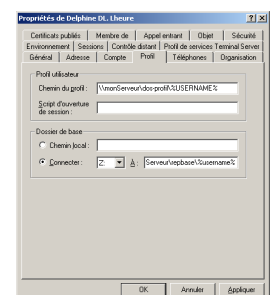 Propriétés de Delphine DL. Lheure
Certificats publiés Membre de Appel entrant Objet Sécurité
Environnement Sessions Contrôle distant Profil de services Terminal Server
Général Adresse Compte Profil Téléphones Organisation
Profil utilisateur
Chemin du profil : \\monServeur\dos-profil\%USERNAME%
Script d'ouverture
de session :
Dossier de base
Chemin local :
Connecter : Z: À : Serveur\repbase\%username%
OK Annuler Appliquer